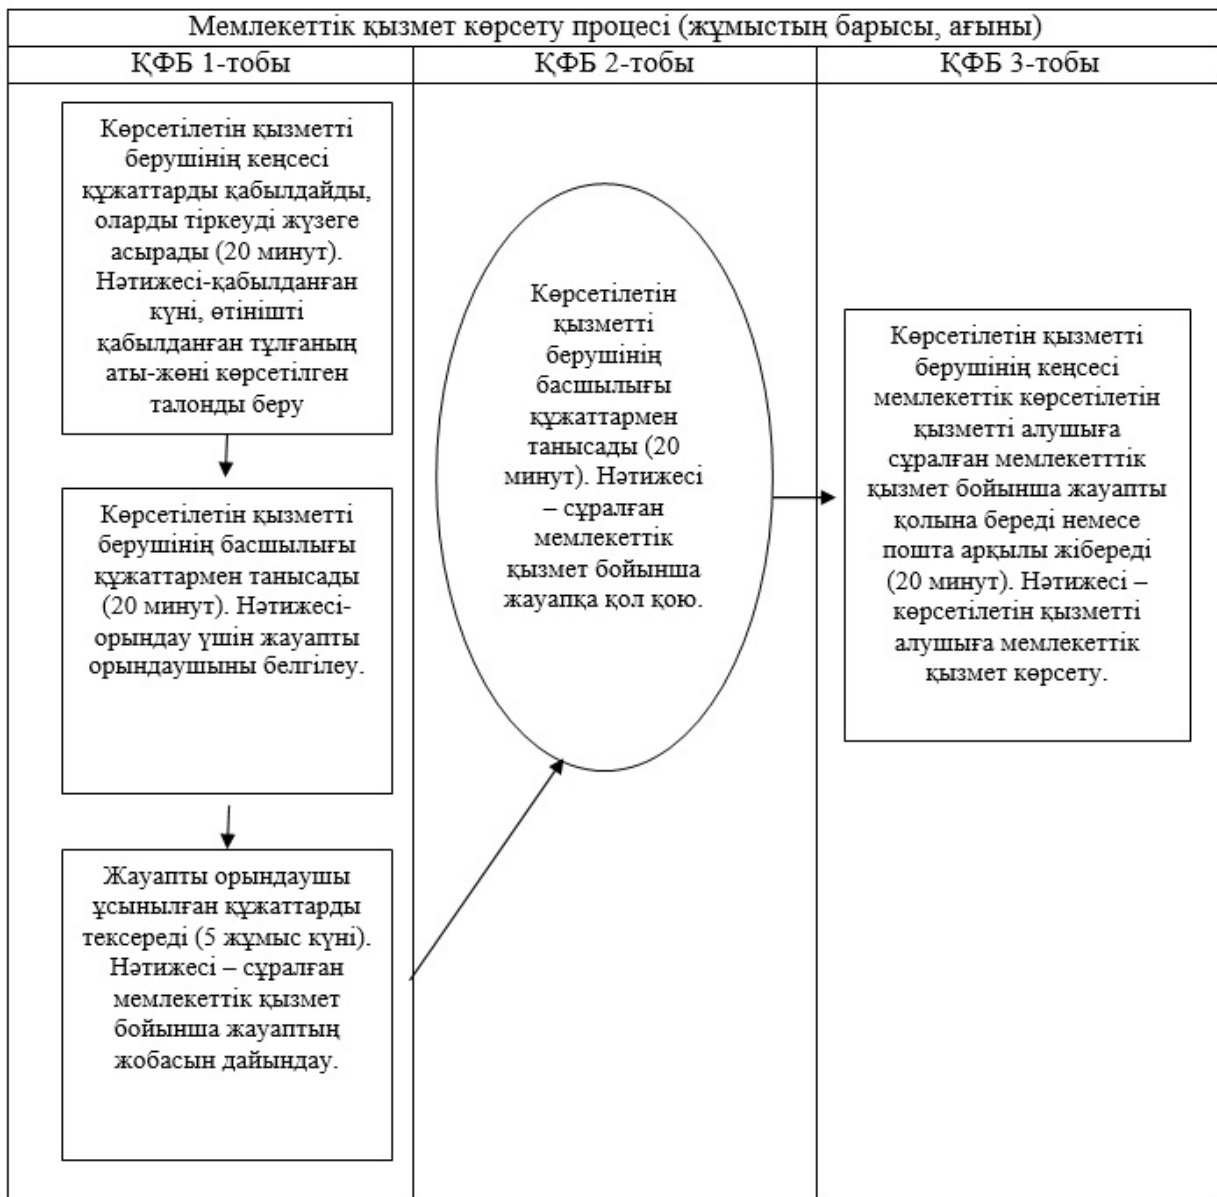 Мемлекеттік қызмет көрсету процесі (жұмыстың барысы, ағыны)
ҚФБ 1-тобы
ҚФБ 2-тобы
ҚФБ 3-тобы
Көрсетілетін қызметті
берушінің кеңсесі
құжаттарды қабылдайды,
оларды тіркеуді жүзеге
асырады (20 минут).
Нәтижесі-қабылданған
күні, өтінішті
қабылданған тұлғаның
аты-жөні көрсетілген
талонды беру
Көрсетілетін қызметті
берушінің басшылығы
құжаттармен танысады
(20 минут). Нәтижесі-
орындау үшін жауапты
орындаушыны белгілеу.
Жауапты орындаушы
ұсынылған құжаттарды
тексереді (5 жұмыс күні).
Нәтижесі – сұралған
мемлекеттік қызмет
бойынша жауаптың
жобасын дайындау.
Көрсетілетін
қызметті
берушінің
басшылығы
құжаттармен
танысады (20
минут). Нәтижесі
– сұралған
мемлекеттік
қызмет бойынша
жауапқа қол қою.
Көрсетілетін қызметті
берушінің кеңсесі
мемлекеттік көрсетілетін
қызметті алушыға
сұралған мемлекетттік
қызмет бойынша жауапты
қолына береді немесе
пошта арқылы жібереді
(20 минут). Нәтижесі –
көрсетілетін қызметті
алушыға мемлекеттік
қызмет көрсету.